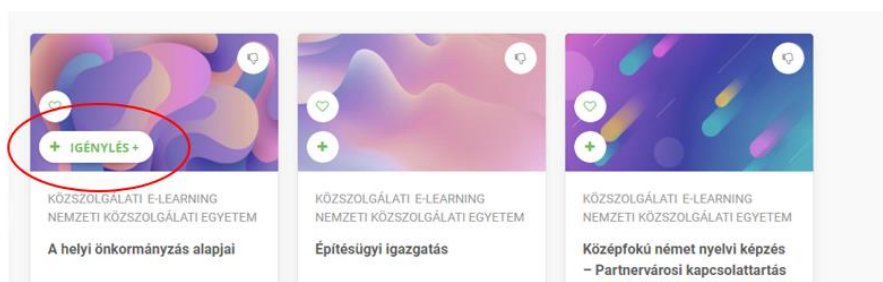 + IGÉNYLÉS +
KÖZSZOLGÁLATI E-LEARNING
NEMZETI KÖZSZOLGÁLATI EGYETEM
A helyi önkormányzás alapjai
KÖZSZOLGÁLATI E-LEARNING
NEMZETI KÖZSZOLGÁLATI EGYETEM
Építésügyi igazgatás
KÖZSZOLGÁLATI E-LEARNING
NEMZETI KÖZSZOLGÁLATI EGYETEM
Középfokú német nyelvi képzés
– Partnervárosi kapcsolattartás